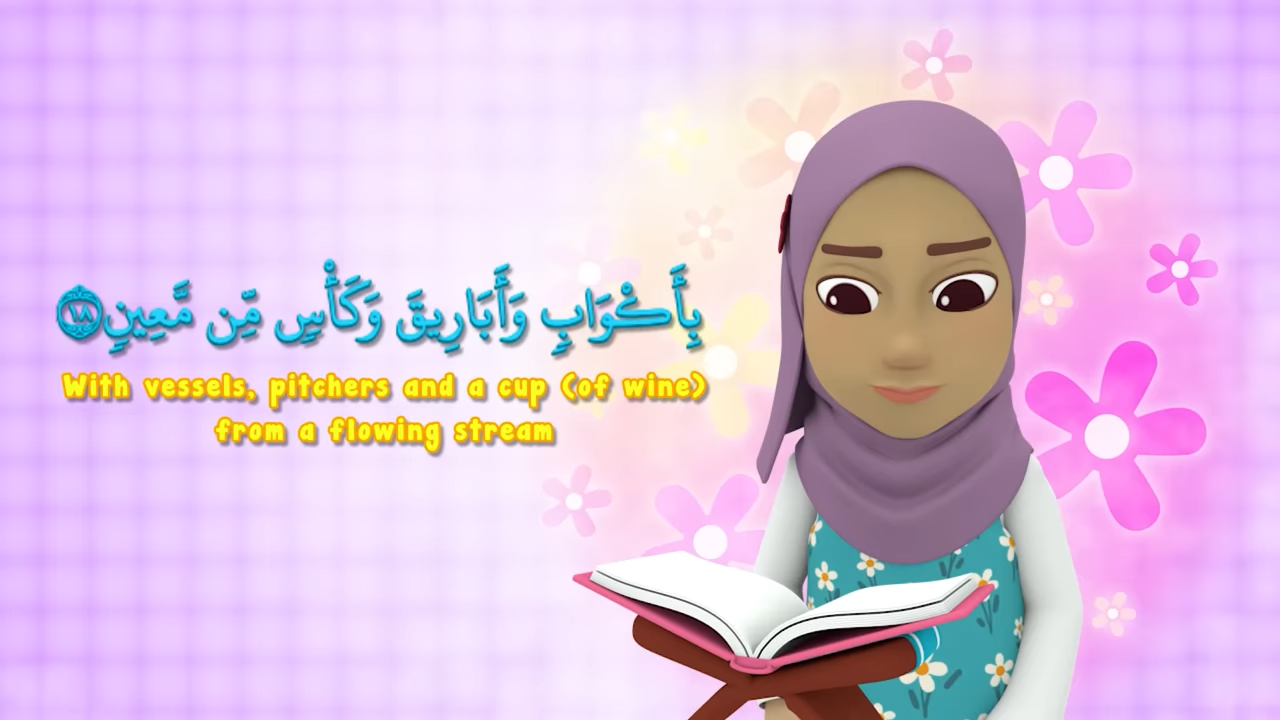 بِأَكْوَابٍ وَأَبَارِيقَ وَكَأْسٍ مِّن مَّعِينٍ ١٨
With vessels, pitchers and a cup (of wine)
from a flowing stream